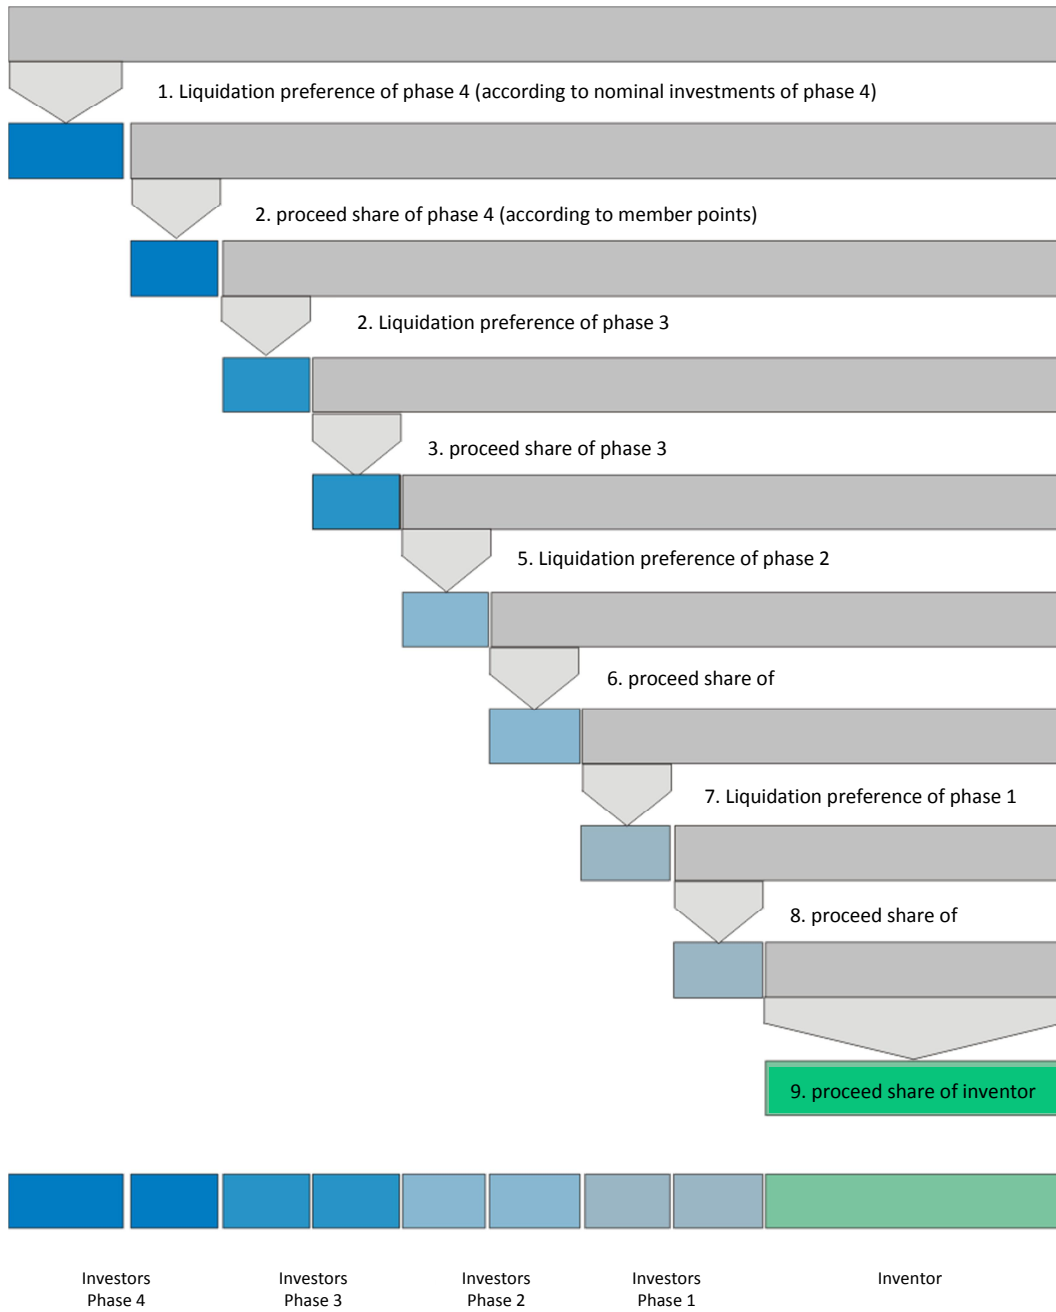 1. Liquidation preference of phase 4 (according to nominal investments of phase 4)
2. proceed share of phase 4 (according to member points)
2. Liquidation preference of phase 3
3. proceed share of phase 3
5. Liquidation preference of phase 2
6. proceed share of
7. Liquidation preference of phase 1
8. proceed share of
9. proceed share of inventor
Investors
Phase 4
Investors
Phase 3
Investors
Phase 2
Investors
Phase 1
Inventor